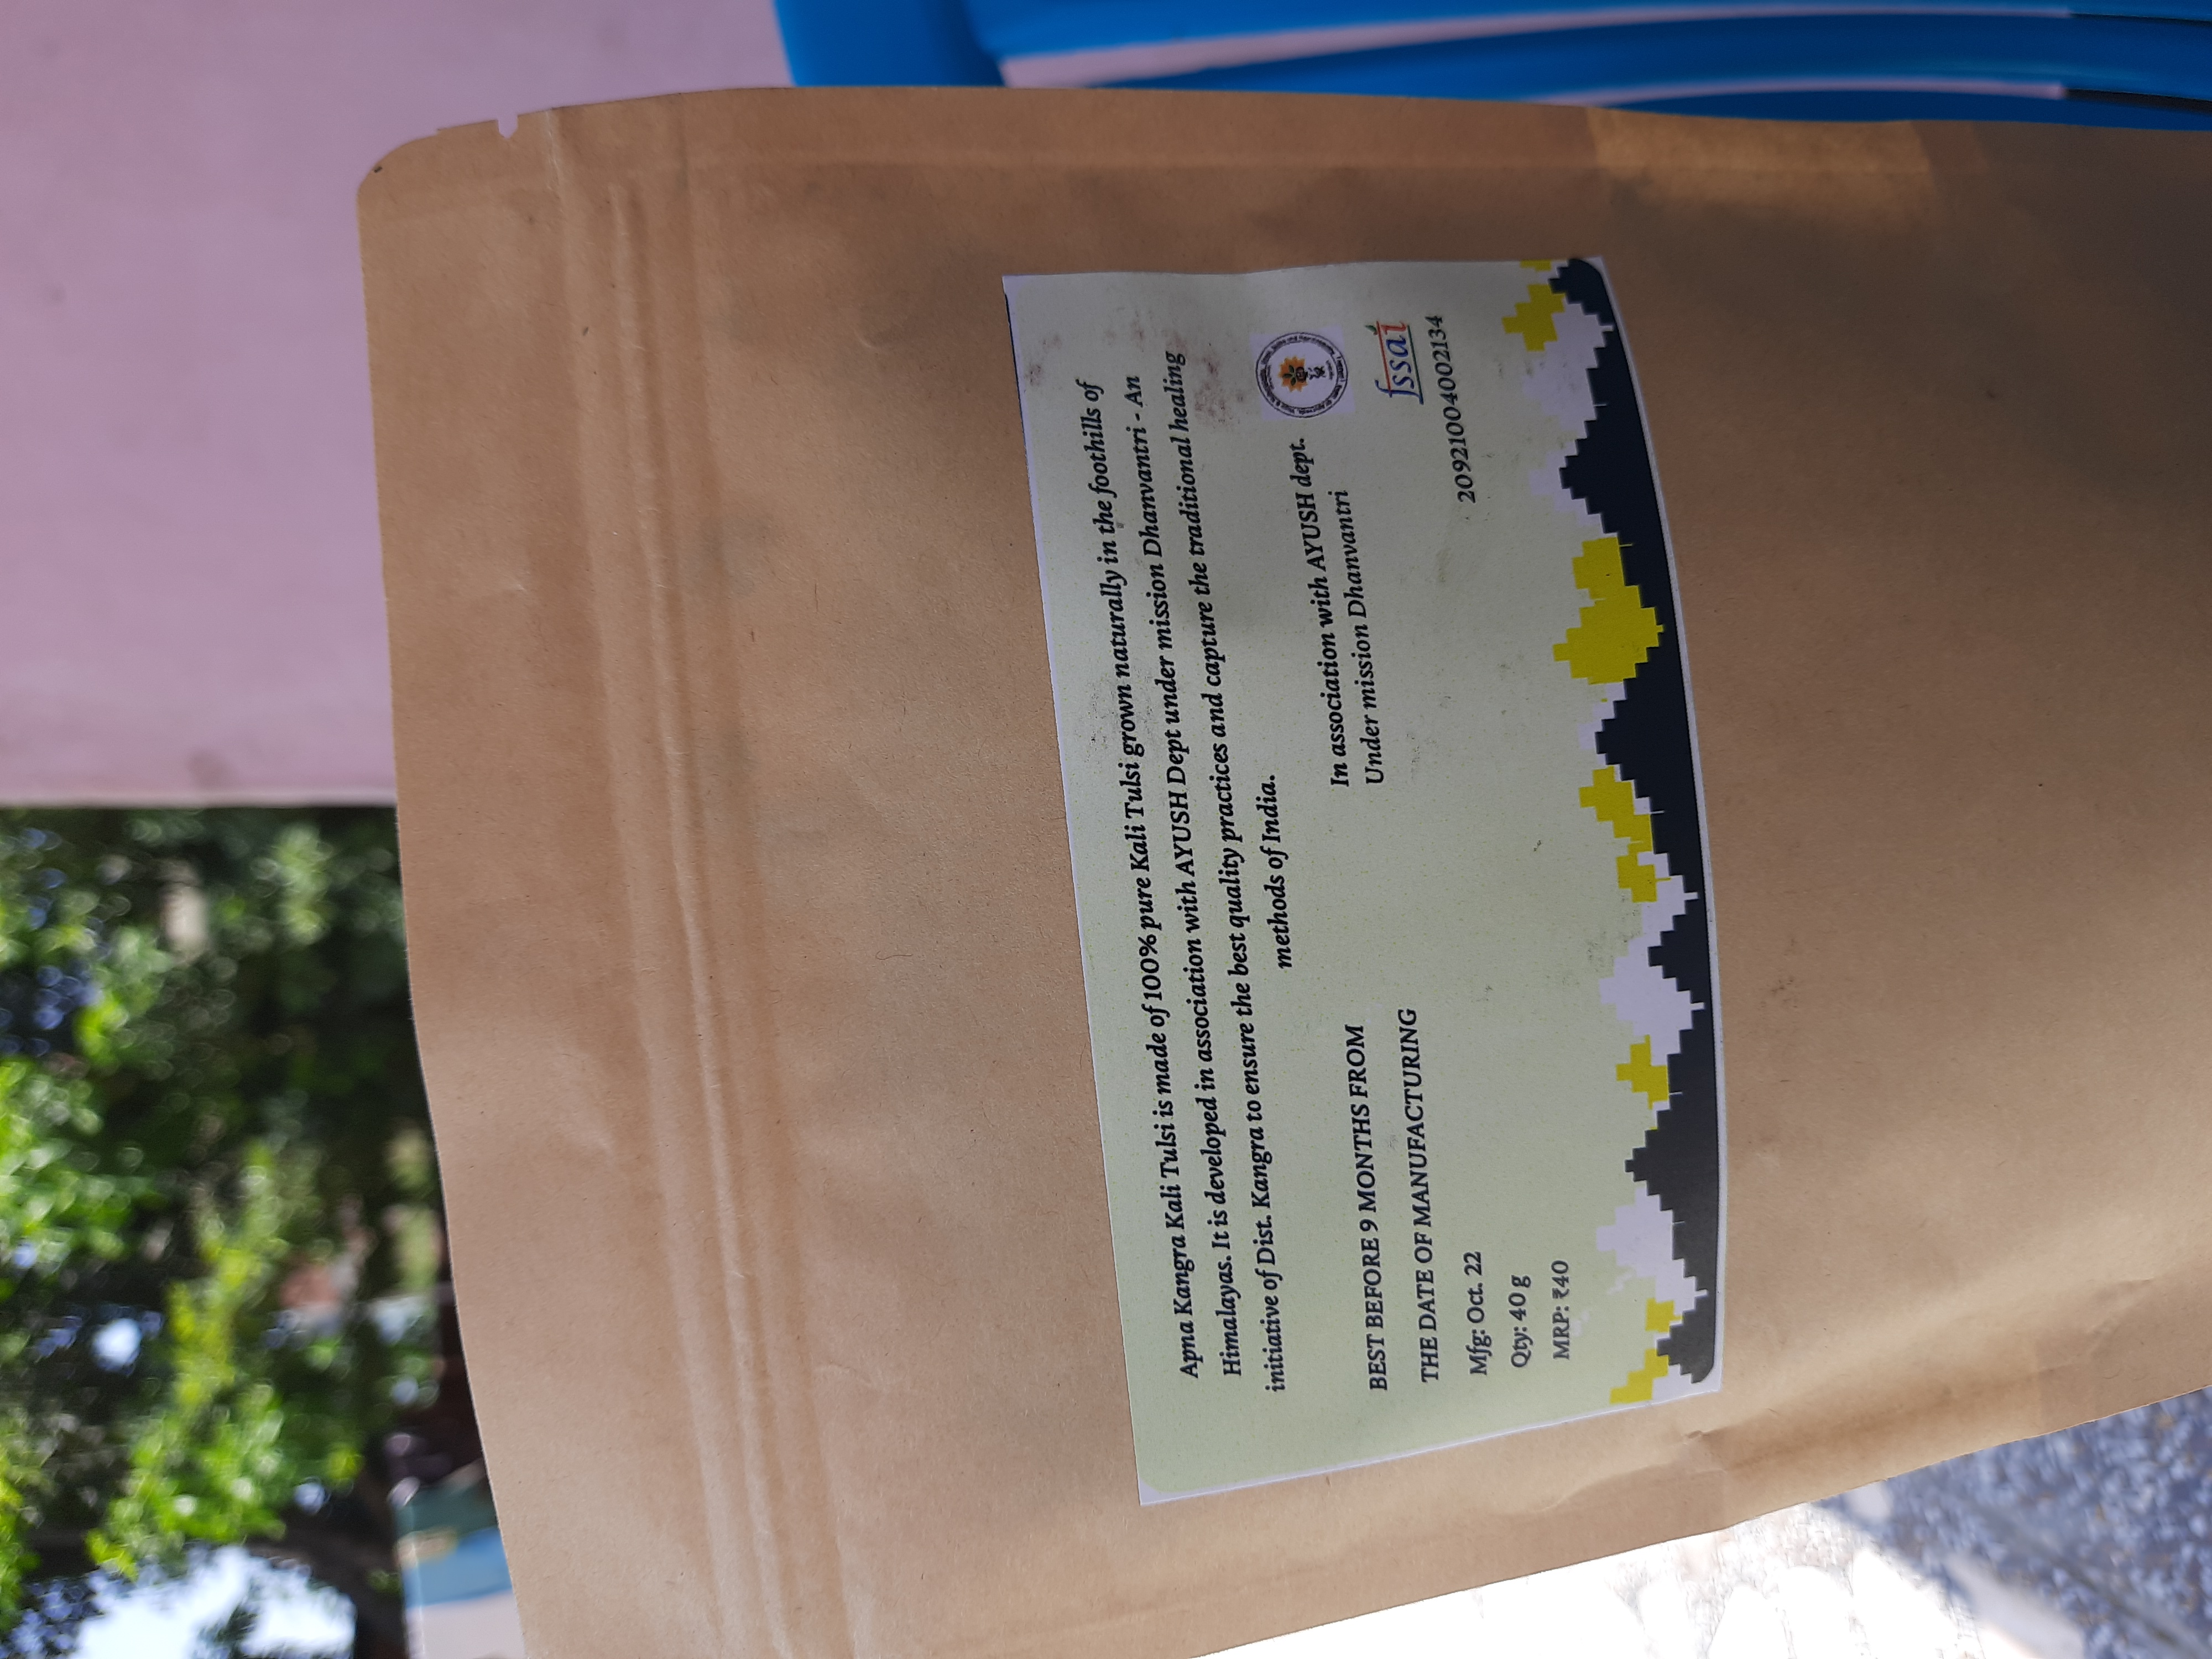 Apna Kangra Kali Tulsi is made of 100% pure Kali Tulsi grown naturally in the foothills of
Himalayas. It is developed in association with AYUSH Dept under mission Dhanvantri - An
initiative of Dist. Kangra to ensure the best quality practices and capture the traditional healing
methods of India.
In association with AYUSH dept.
Under mission Dhanvantri
fssai
20921004002134
BEST BEFORE 9 MONTHS FROM
THE DATE OF MANUFACTURING
Mfg: Oct. 22
Qty: 40 g
MRP: ₹40